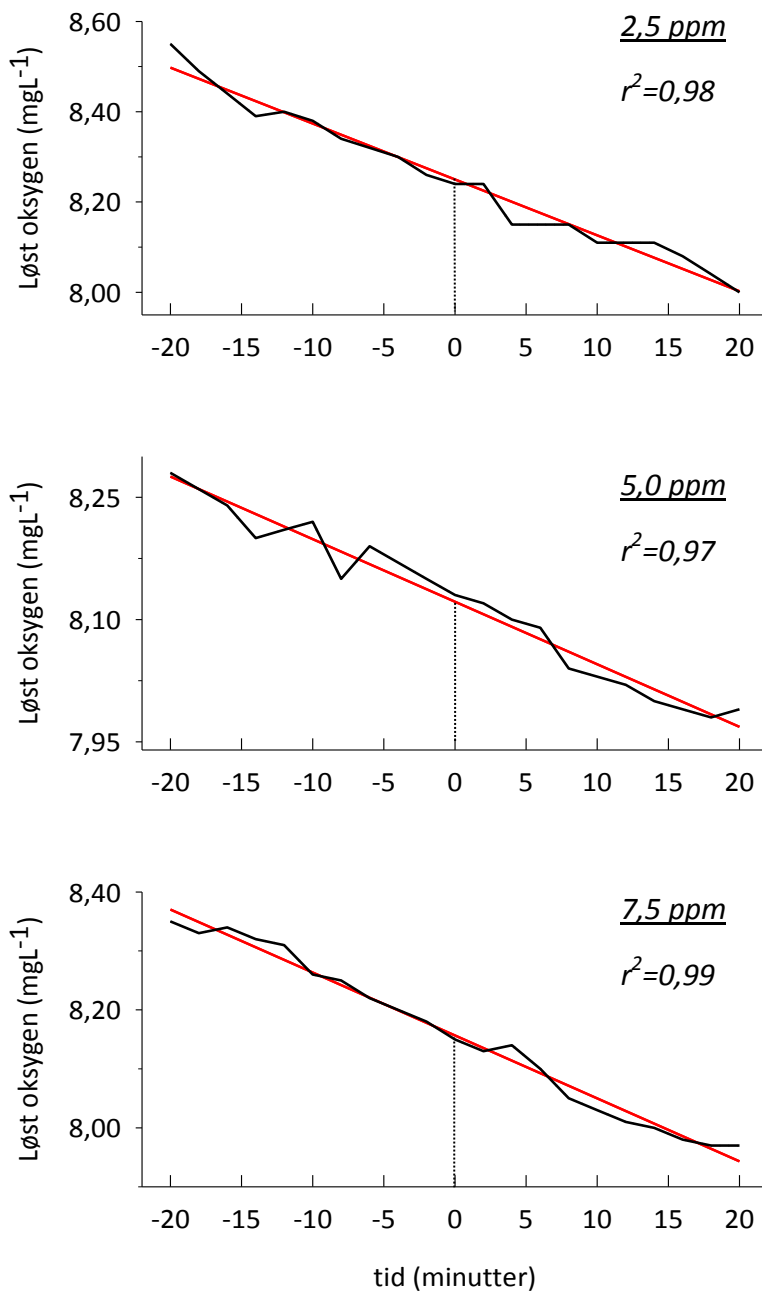 8,60
8,40
8,20
8,00
Løst oksygen (mgL⁻¹)
2,5 ppm
r²=0,98
-20 -15 -10 -5 0 5 10 15 20
8,25
8,10
7,95
Løst oksygen (mgL⁻¹)
5,0 ppm
r²=0,97
-20 -15 -10 -5 0 5 10 15 20
8,40
8,20
8,00
Løst oksygen (mgL⁻¹)
7,5 ppm
r²=0,99
-20 -15 -10 -5 0 5 10 15 20
tid (minutter)